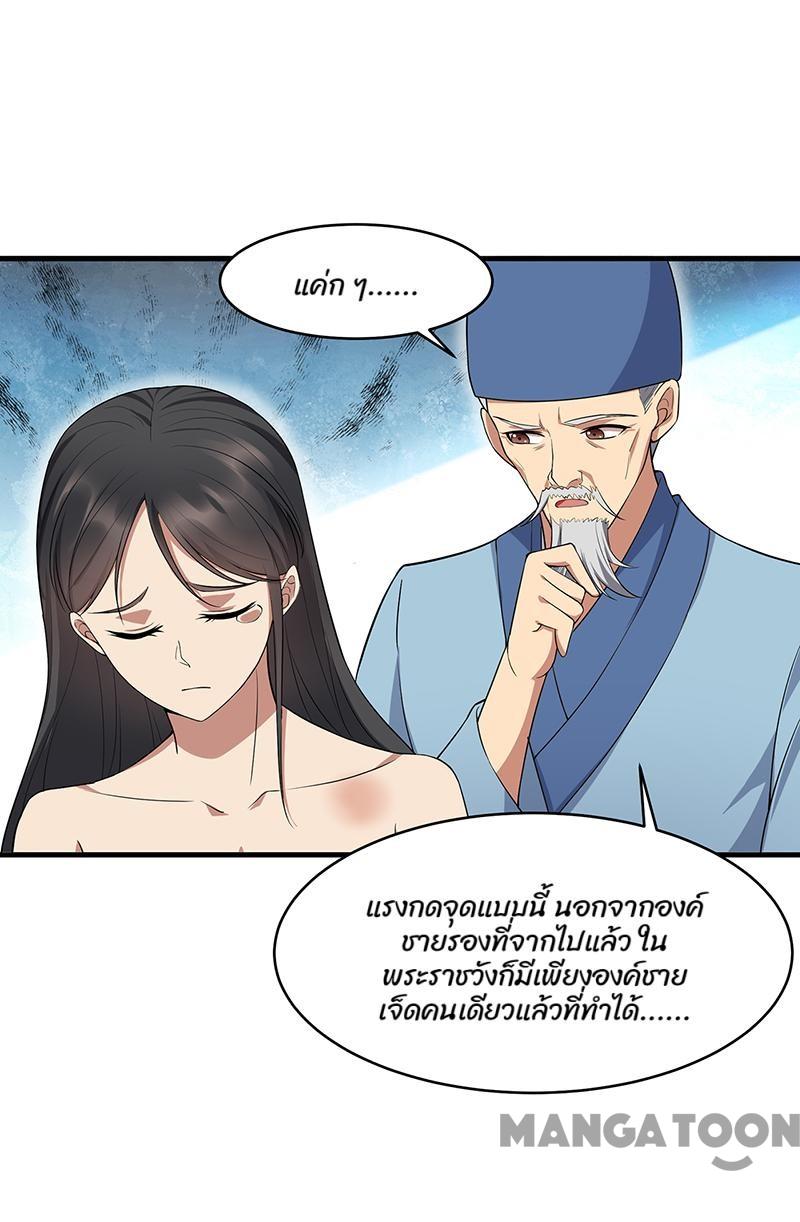 แค่ก ๆ......
แรงกดจุดแบบนี้ นอกจากองค์
ชายรองที่จากไปแล้ว ใน
พระราชวังก็มีเพียงองค์ชาย
เจ็ดคนเดียวแล้วที่ทำได้......
MANGATOON